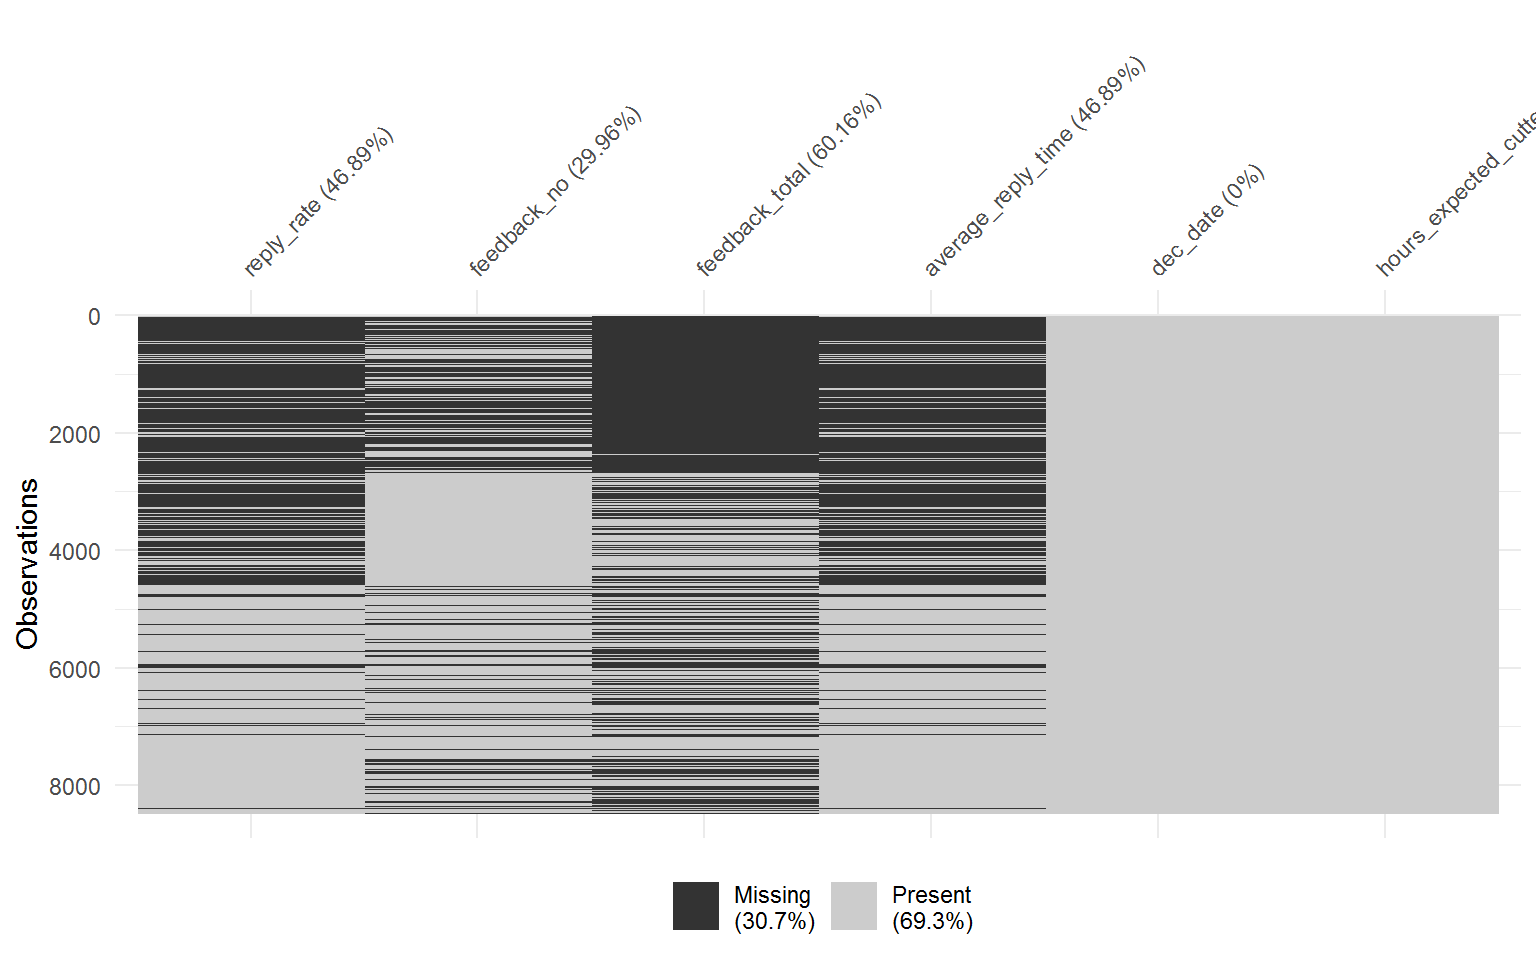 reply_rate (46.89%)
feedback_no (29.96%)
feedback_total (60.16%)
average_reply_time (46.89%)
dec_date (0%)
hours_expected_cutte
0
2000
4000
6000
8000
Observations
Missing
(30.7%)
Present
(69.3%)